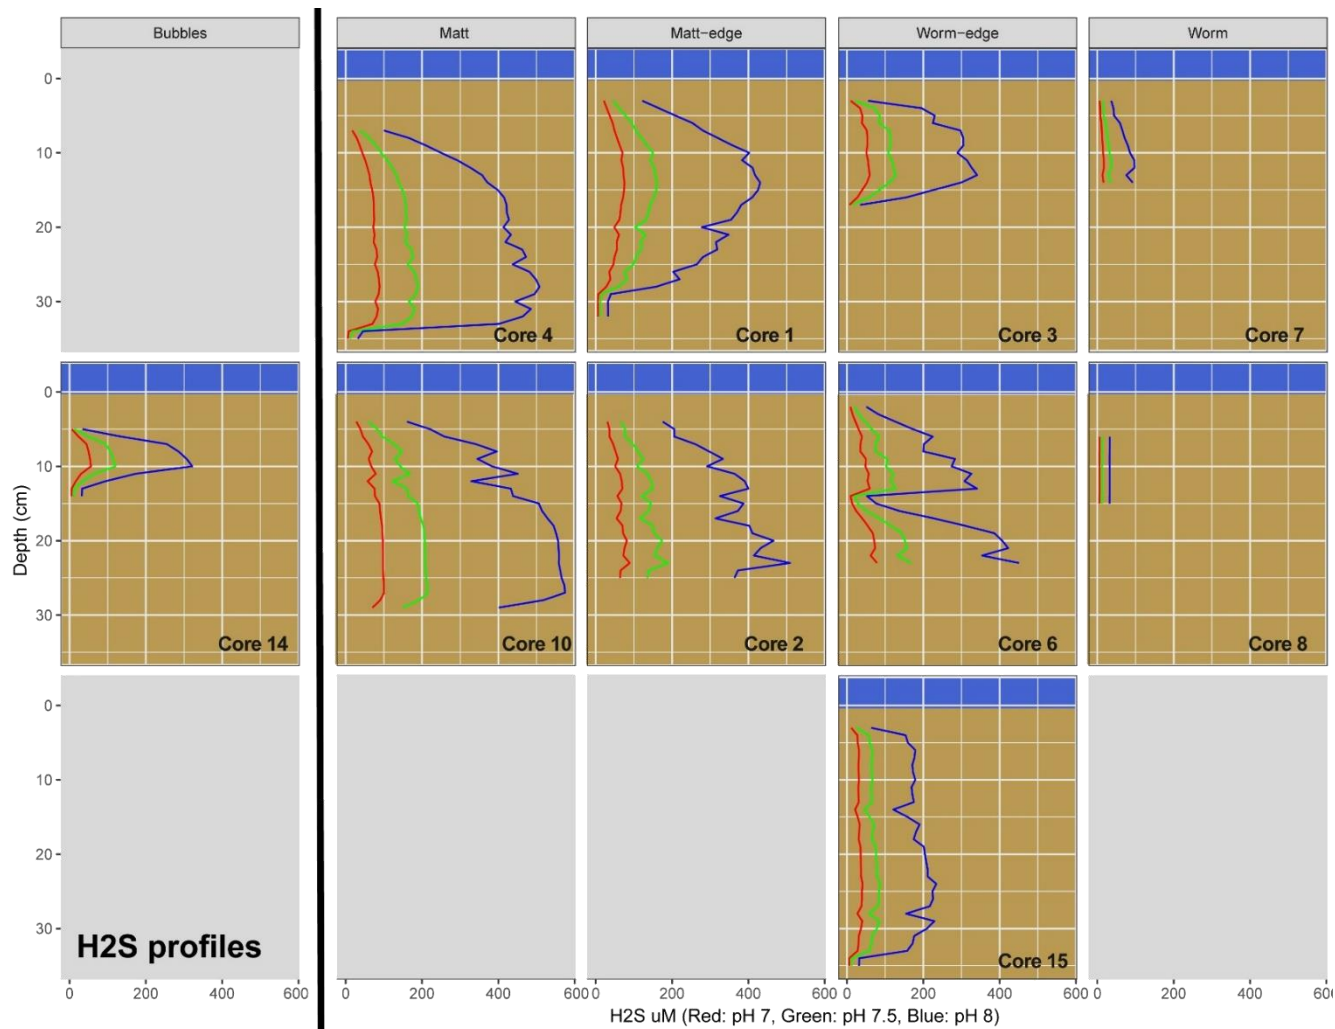 Bubbles
Matt
Matt-edge
Worm-edge
Worm
0
10
20
30
Core 4
Core 1
Core 3
Core 7
0
10
20
30
Core 14
Core 10
Core 2
Core 6
Core 8
0
10
20
30
H2S profiles
Core 15
0 200 400 600
0 200 400 600
0 200 400 600
0 200 400 600
0 200 400 60
Depth (cm)
H2S uM (Red: pH 7, Green: pH 7.5, Blue: pH 8)